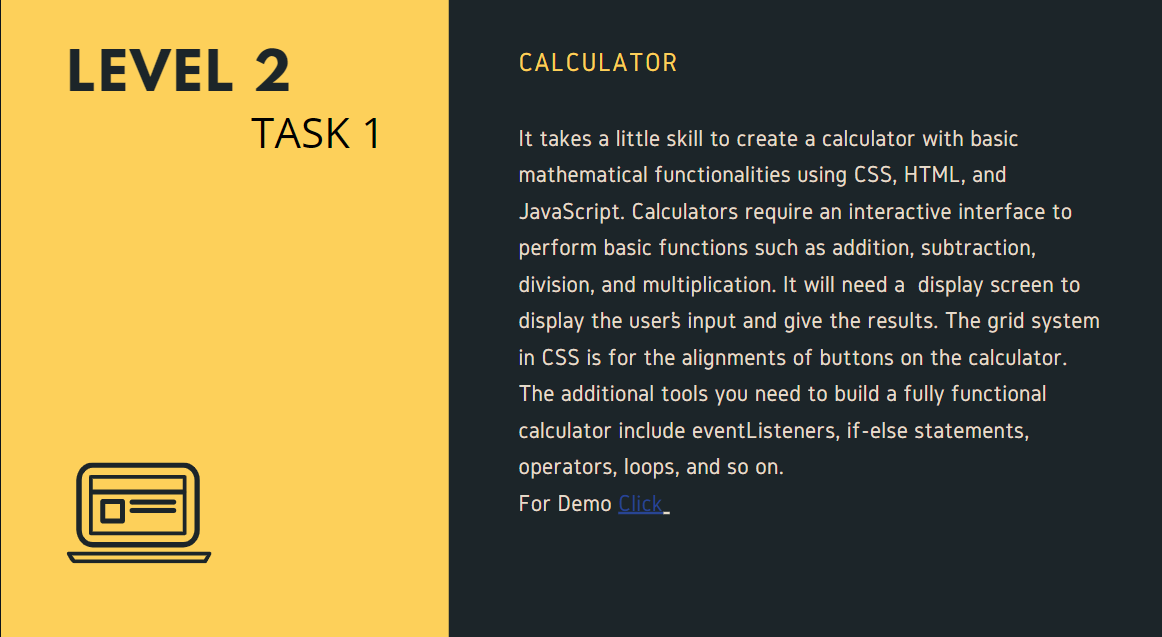 LEVEL 2
TASK 1
CALCULATOR
It takes a little skill to create a calculator with basic
mathematical functionalities using CSS, HTML, and
JavaScript. Calculators require an interactive interface to
perform basic functions such as addition, subtraction,
division, and multiplication. It will need a  display screen to
display the user's input and give the results. The grid system
in CSS is for the alignments of buttons on the calculator.
The additional tools you need to build a fully functional
calculator include eventListeners, if-else statements,
operators, loops, and so on.
For Demo Click